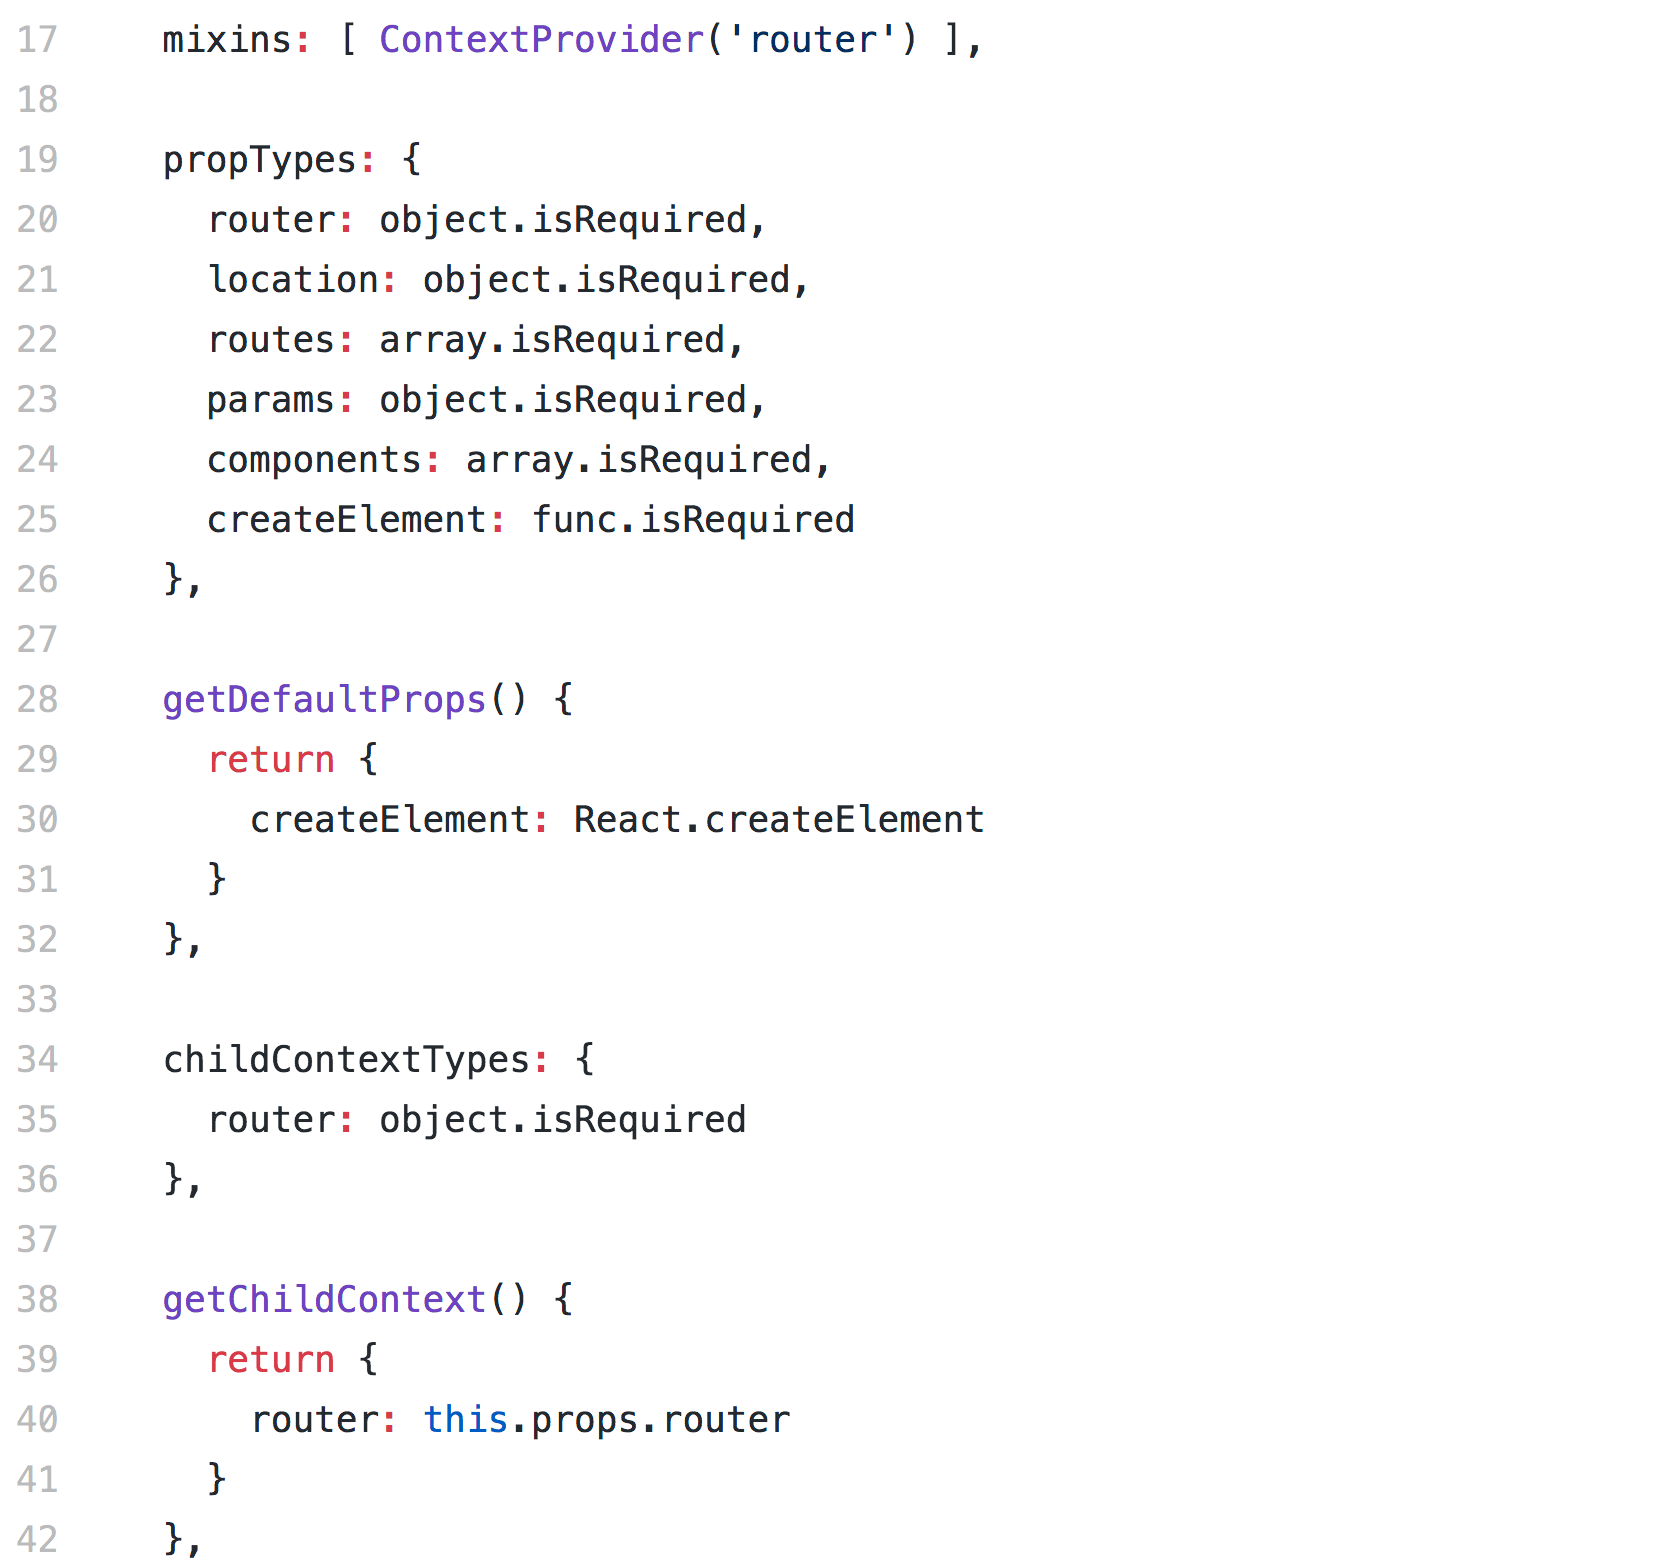 17 mixins: [ ContextProvider('router') ],
18
19 propTypes: {
20 router: object.isRequired,
21 location: object.isRequired,
22 routes: array.isRequired,
23 params: object.isRequired,
24 components: array.isRequired,
25 createElement: func.isRequired
26 },
27
28 getDefaultProps() {
29 return {
30 createElement: React.createElement
31 }
32 },
33
34 childContextTypes: {
35 router: object.isRequired
36 },
37
38 getChildContext() {
39 return {
40 router: this.props.router
41 }
42 },